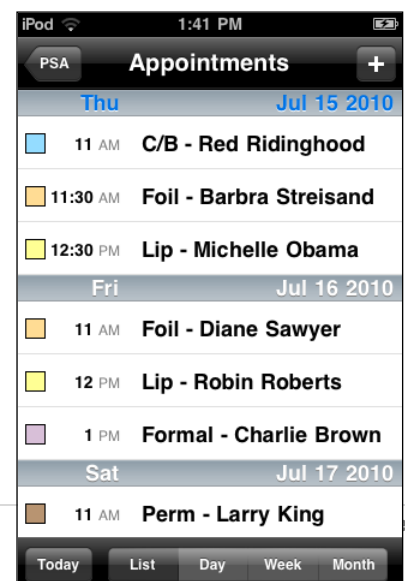 iPod 1:41 PM
PSA Appointments +
Thu Jul 15 2010
11 AM C/B - Red Ridinghood
11:30 AM Foil - Barbra Streisand
12:30 PM Lip - Michelle Obama
Fri Jul 16 2010
11 AM Foil - Diane Sawyer
12 PM Lip - Robin Roberts
1 PM Formal - Charlie Brown
Sat Jul 17 2010
11 AM Perm - Larry King
Today List Day Week Month